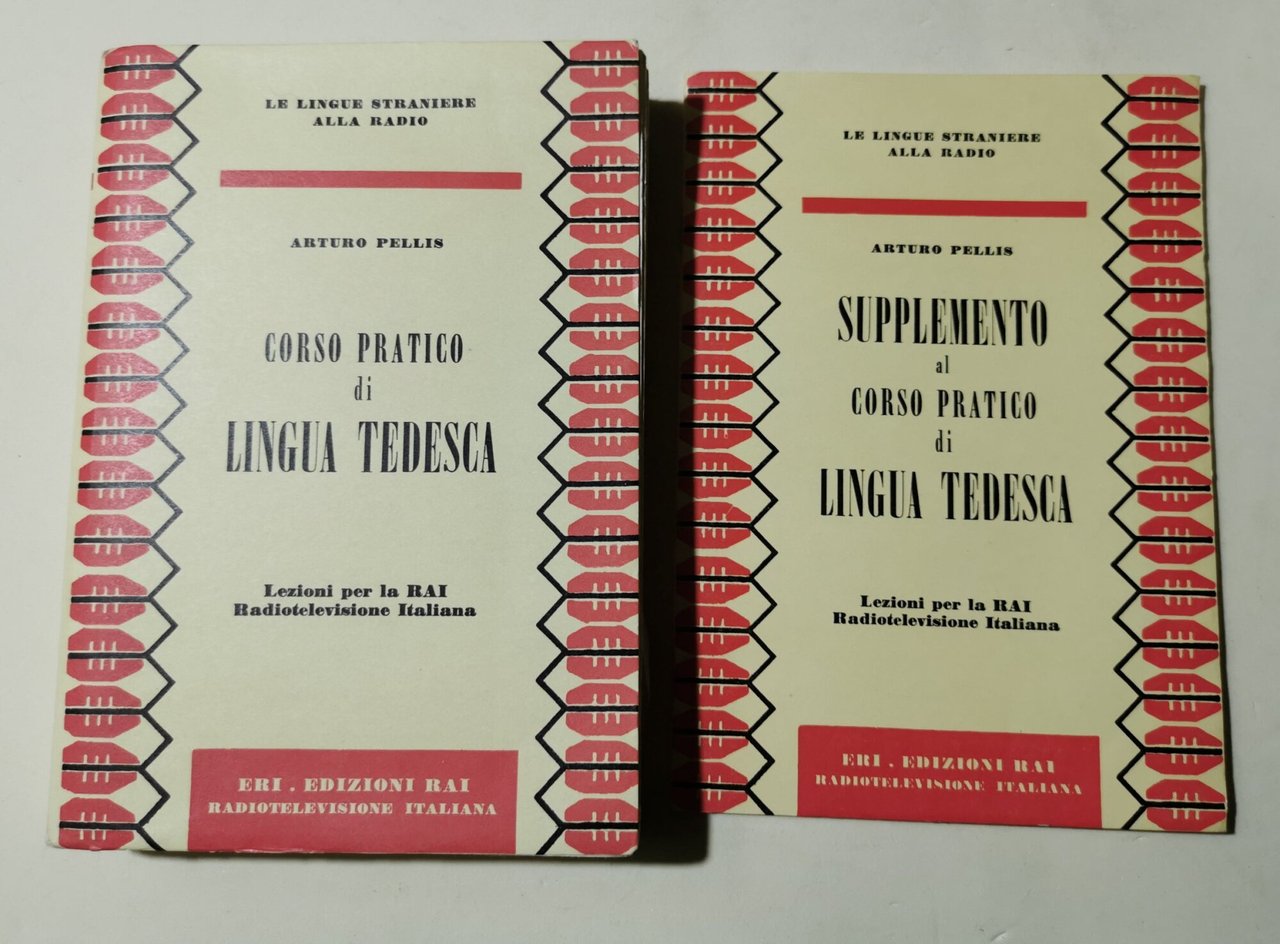 LE LINGUE STRANIERE
ALLA RADIO
ARTURO PELLIS
CORSO PRATICO
di
LINGUA TEDESCA
Lezioni per la RAI
Radiotelevisione Italiana
ERI . EDIZIONI RAI
RADIOTELEVISIONE ITALIANA
LE LINGUE STRANIERE
ALLA RADIO
ARTURO PELLIS
SUPPLEMENTO
al
CORSO PRATICO
di
LINGUA TEDESCA
Lezioni per la RAI
Radiotelevisione Italiana
ERI . EDIZIONI RAI
RADIOTELEVISIONE ITALIANA